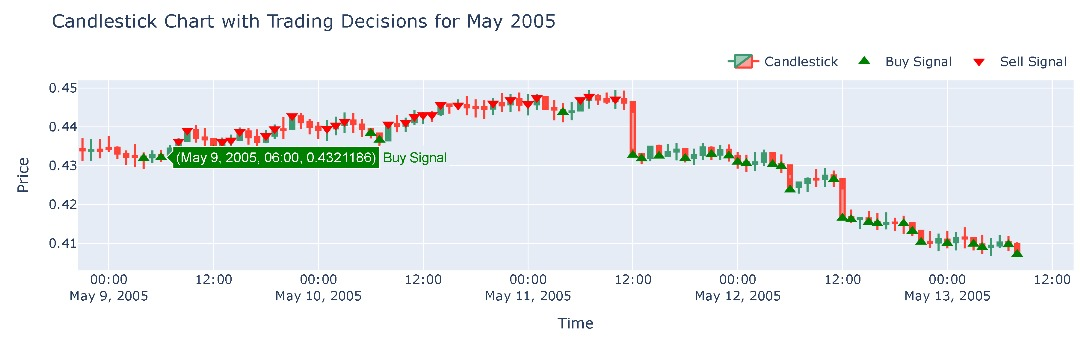 Candlestick Chart with Trading Decisions for May 2005
Candlestick Buy Signal Sell Signal
0.45
0.44
0.43
0.42
0.41
Price
(May 9, 2005, 06:00, 0.4321186) Buy Signal
00:00 12:00 00:00 12:00 00:00 12:00 00:00 12:00 00:00 12:00
May 9, 2005 May 10, 2005 May 11, 2005 May 12, 2005 May 13, 2005
Time